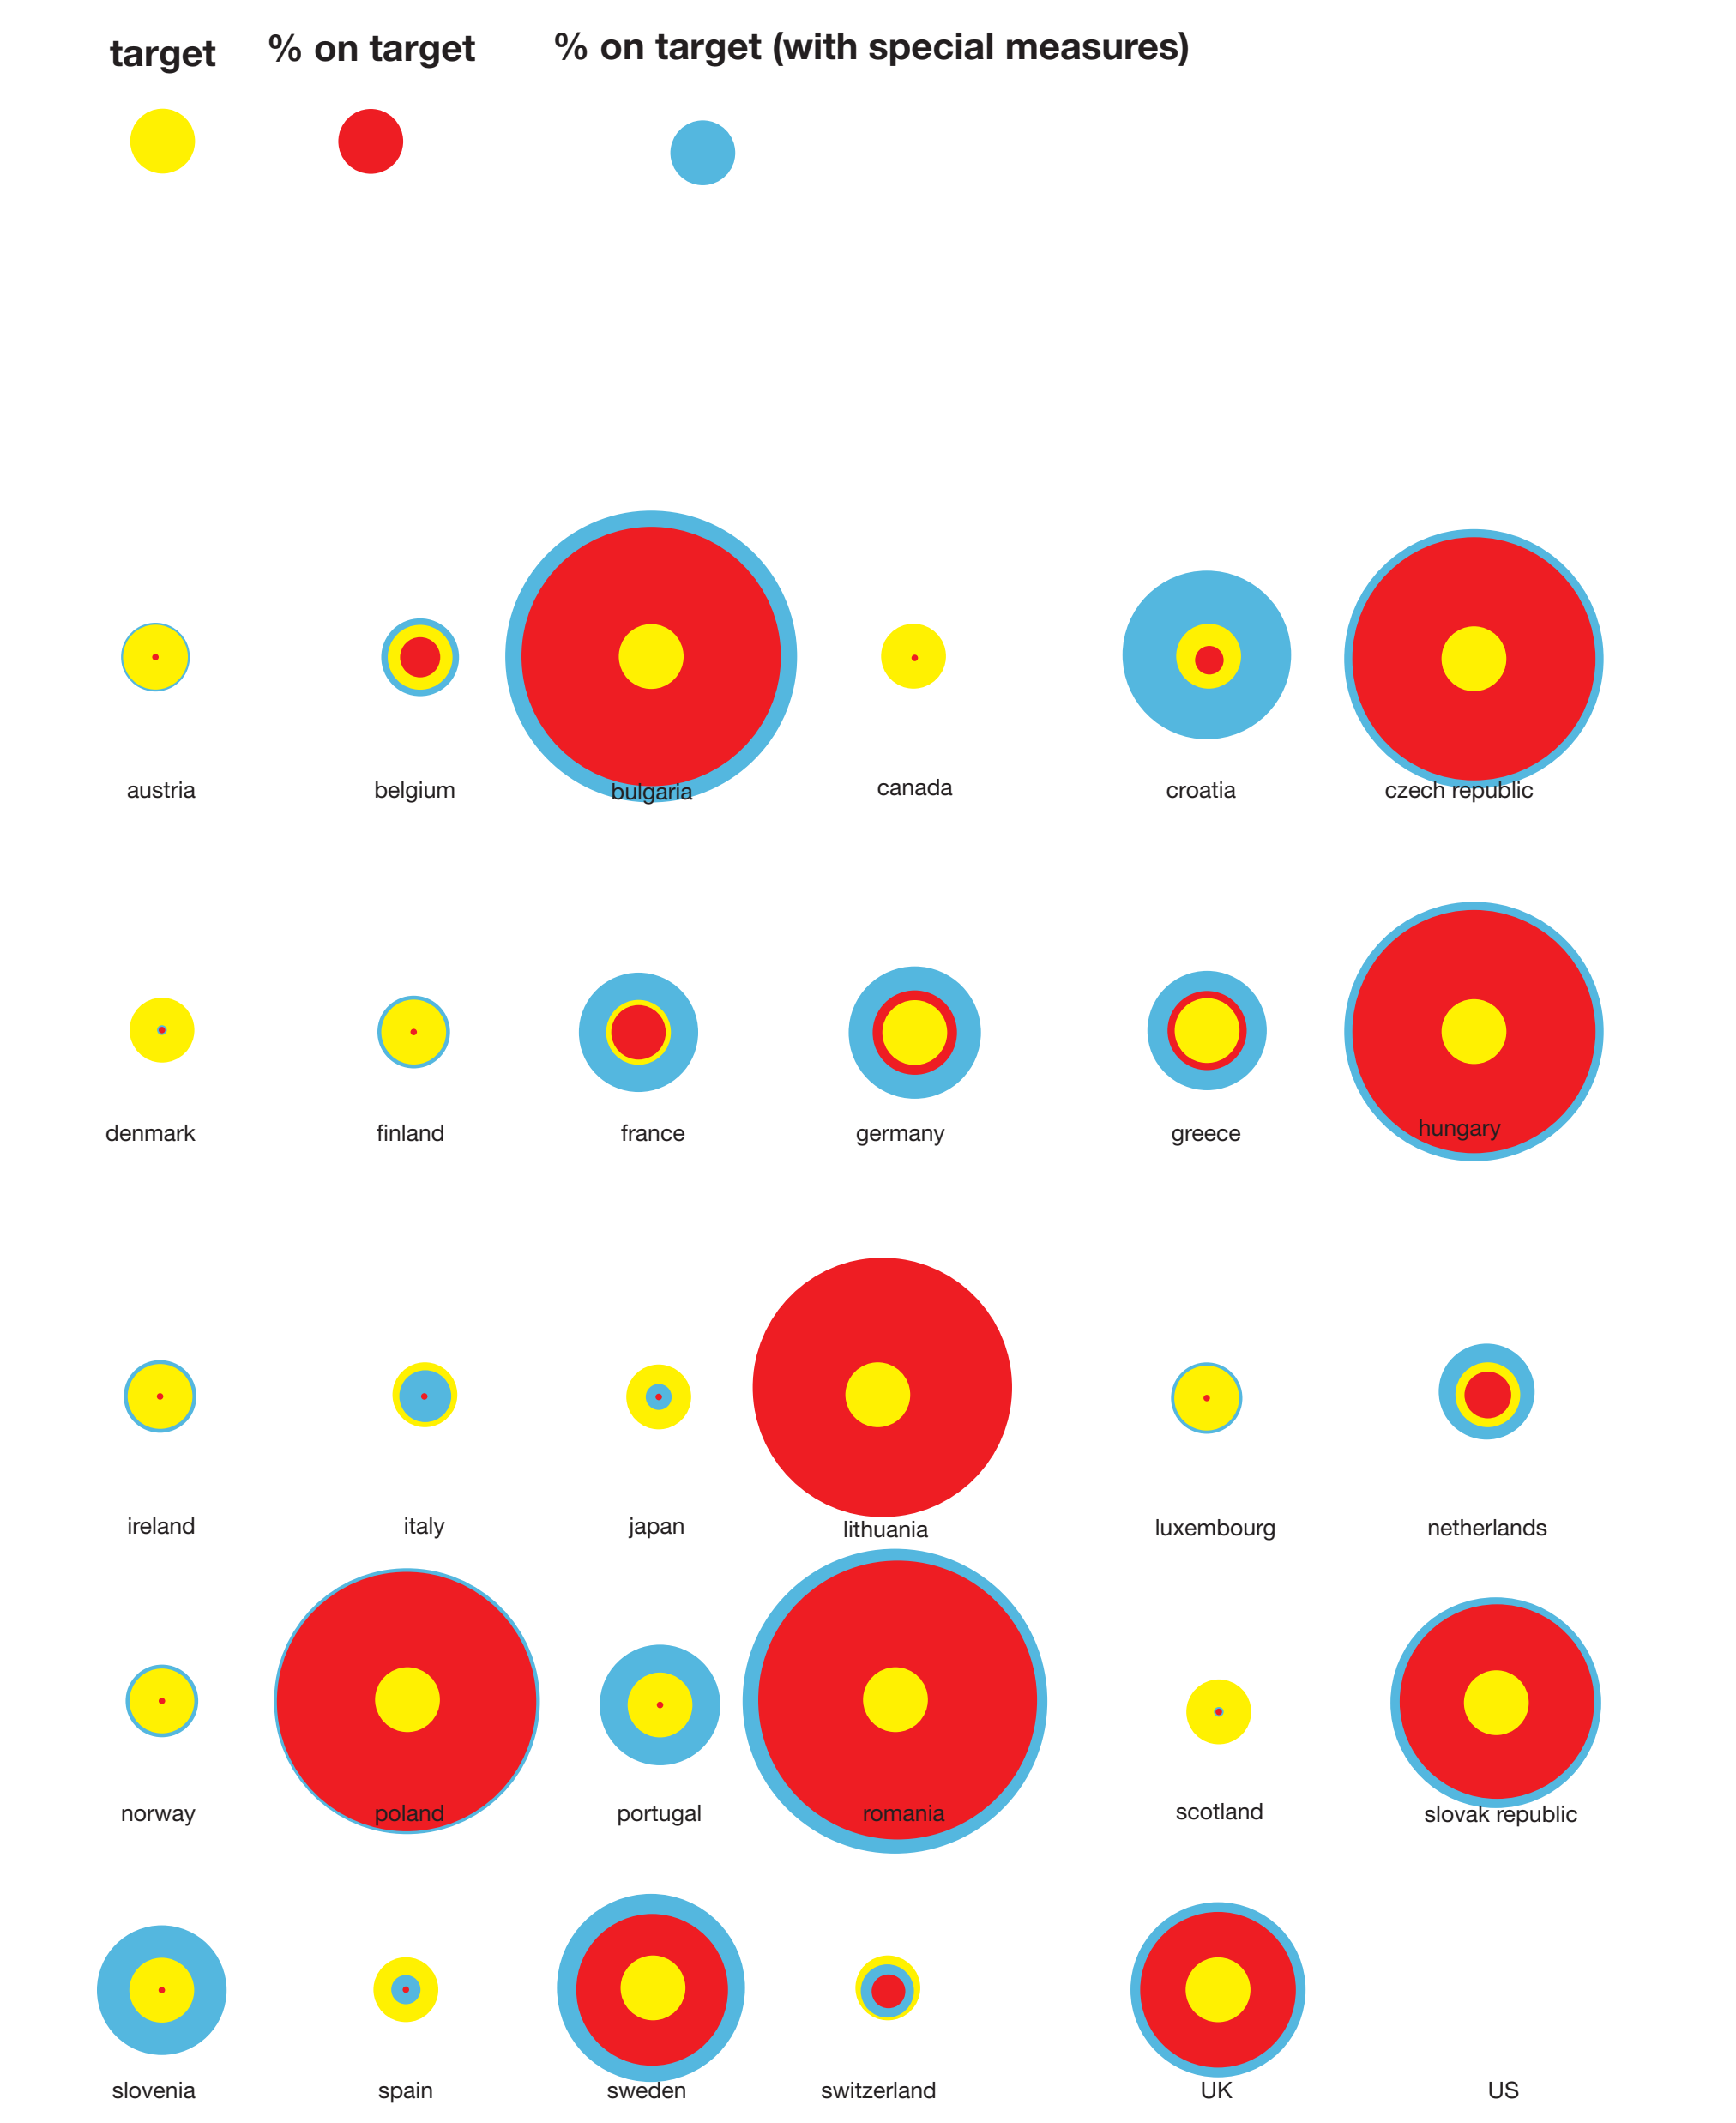 target % on target % on target (with special measures)
austria belgium bulgaria canada croatia czech republic
denmark finland france germany greece hungary
ireland italy japan lithuania luxembourg netherlands
norway poland portugal romania scotland slovak republic
slovenia spain sweden switzerland UK US